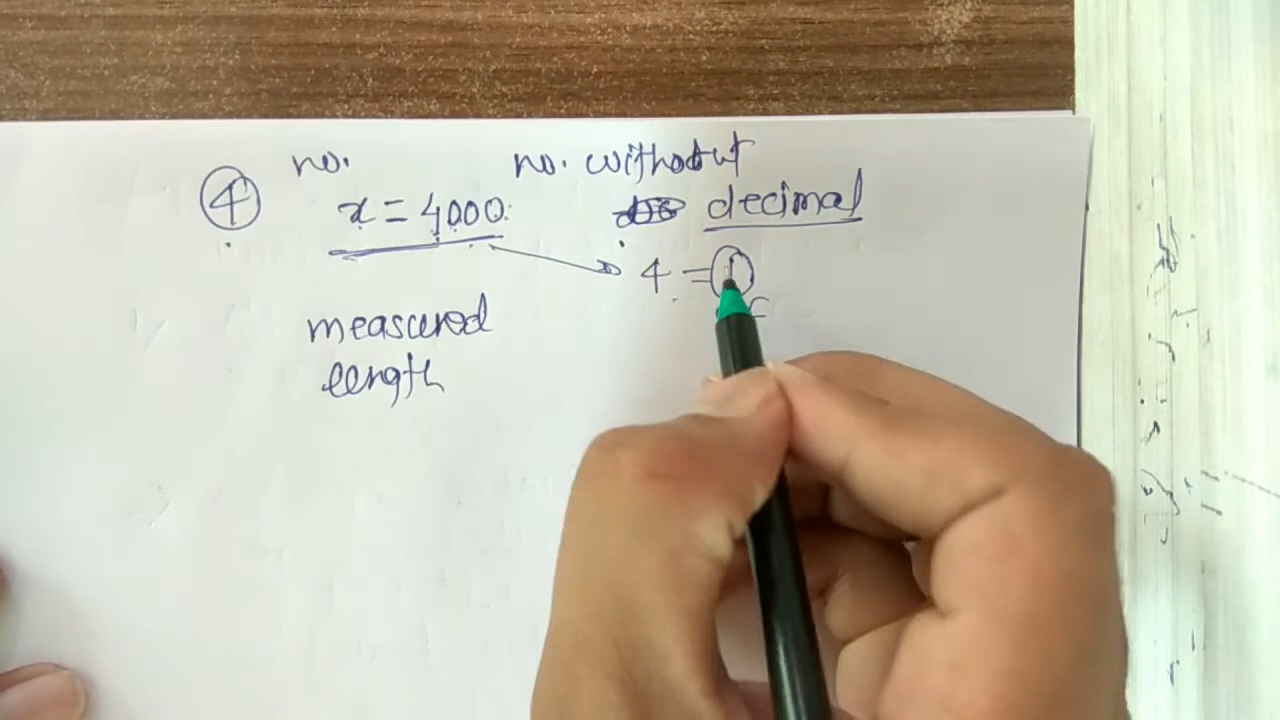 ④ no. no. without
x = 4000 decimal
4 = 1
measured
length